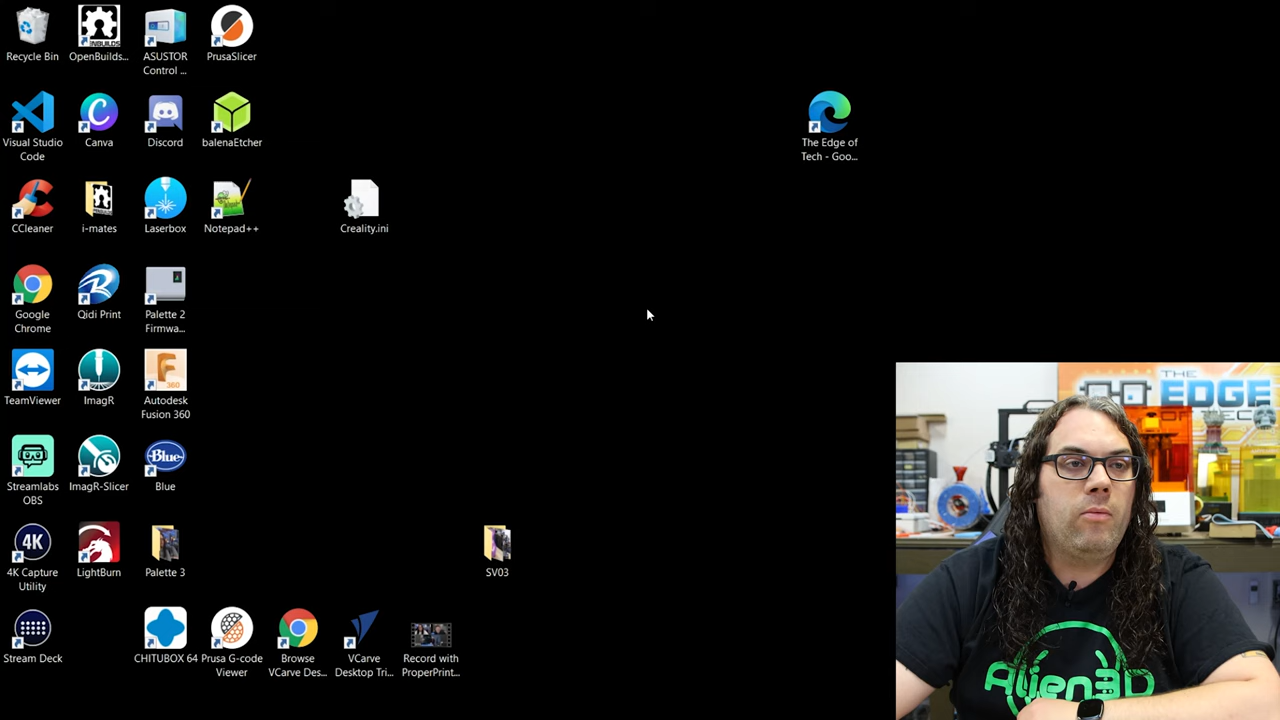 Recycle Bin
OpenBuilds...
ASUSTOR
Control ...
PrusaSlicer
Visual Studio
Code
Canva
Discord
balenaEtcher
The Edge of
Tech - Goo...
CCleaner
i-mates
Laserbox
Notepad++
Creality.ini
Google
Chrome
Qidi Print
Palette 2
Firmwa...
TeamViewer
ImagR
360
Autodesk
Fusion 360
THE
EDGE
Streamlabs
OBS
ImagR-Slicer
Blue
Blue
4K
4K Capture
Utility
LightBurn
Palette 3
SV03
Stream Deck
CHITUBOX 64
Prusa G-code
Viewer
Browse
VCarve Des...
VCarve
Desktop Tri...
Record with
ProperPrint...
Alien3D